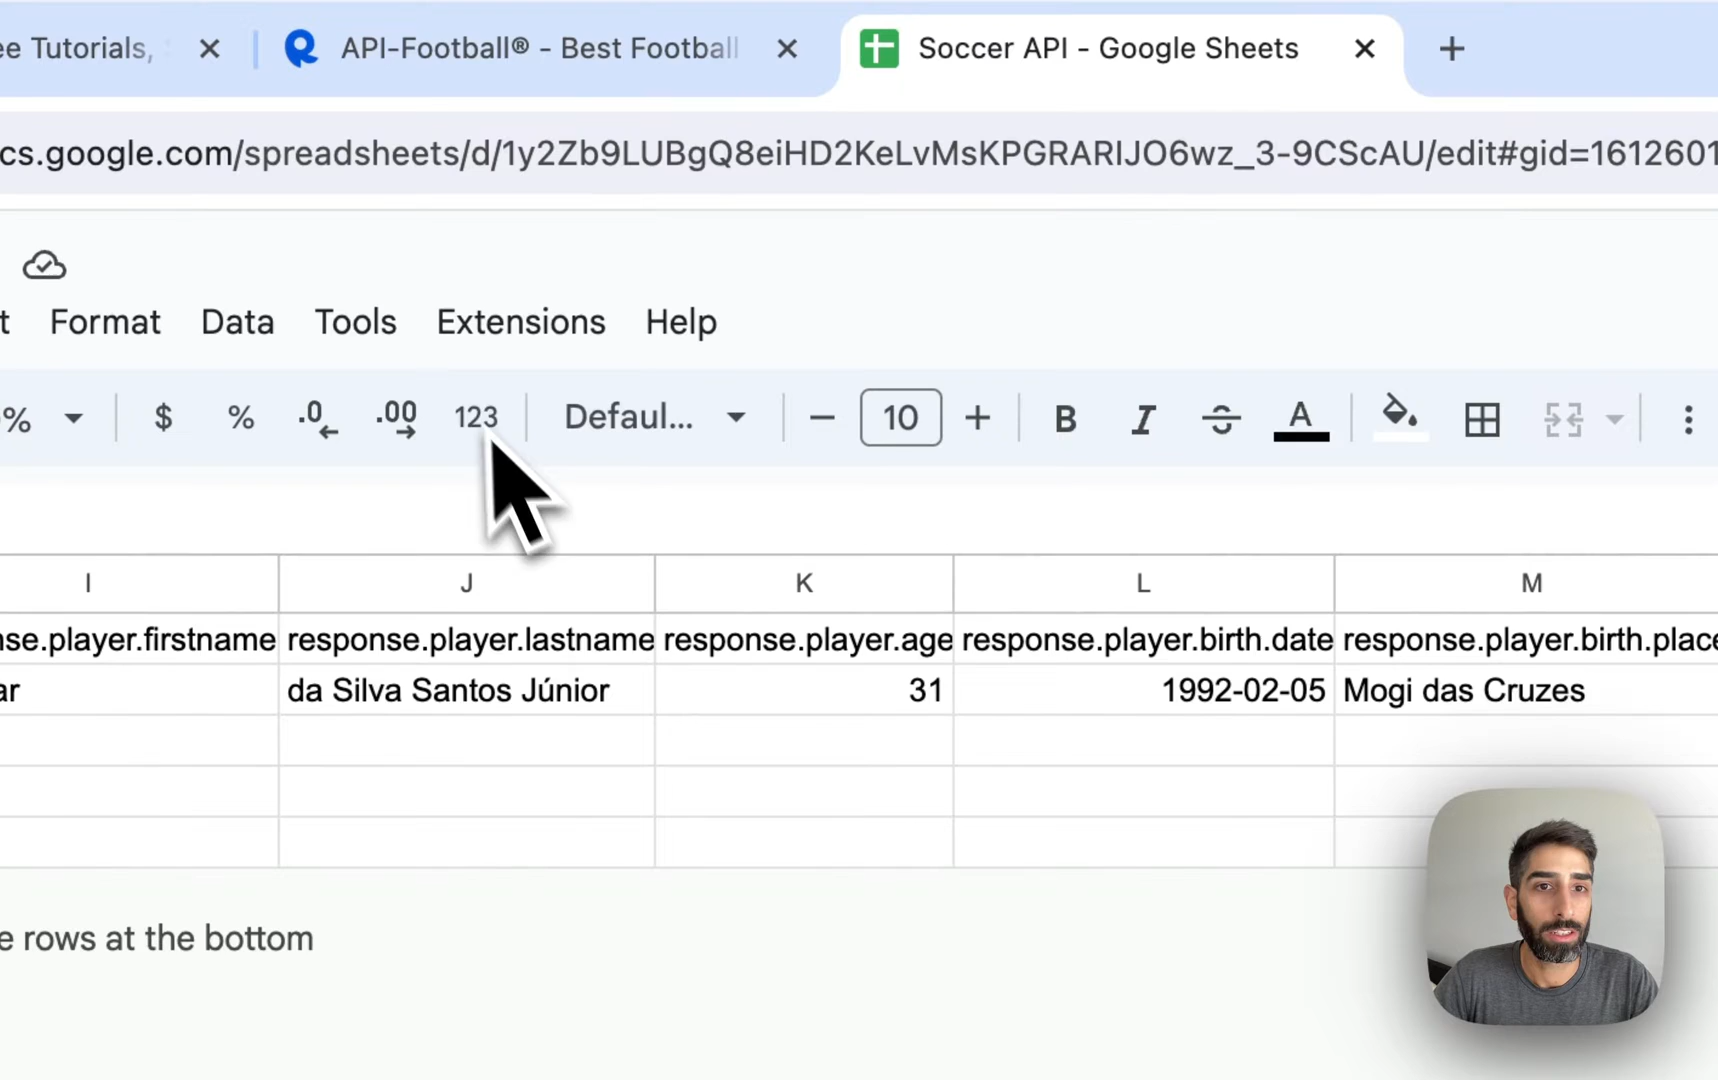 ee Tutorials,
API-Football® - Best Football
Soccer API - Google Sheets
cs.google.com/spreadsheets/d/1y2Zb9LUBgQ8eiHD2KeLvMsKPGRARIJO6wz_3-9CScAU/edit#gid=1612601
t Format Data Tools Extensions Help
% $ % .0 .00 123 Defaul... 10 B I S A
I J K L M
nse.player.firstname response.player.lastname response.player.age response.player.birth.date response.player.birth.place
ar da Silva Santos Júnior 31 1992-02-05 Mogi das Cruzes
e rows at the bottom